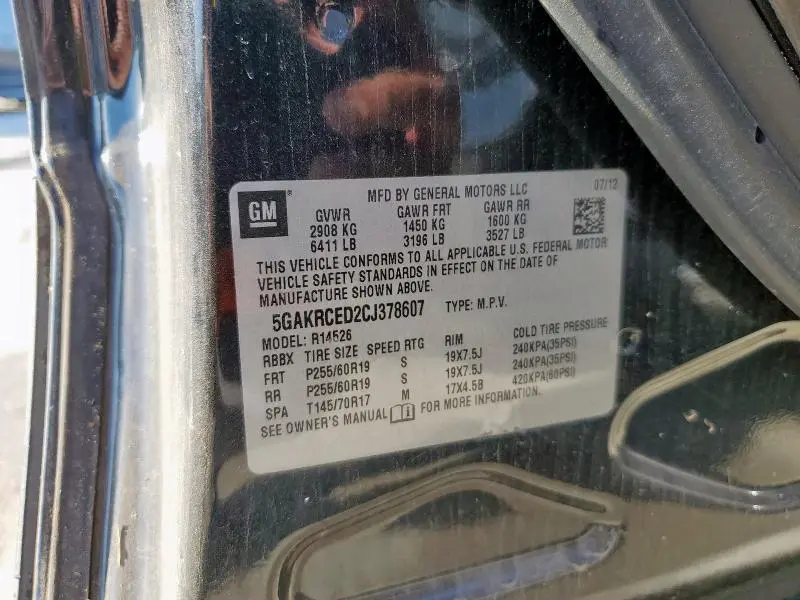 GM
MFD BY GENERAL MOTORS LLC 07/12
GVWR GAWR FRT GAWR RR
2908 KG 1450 KG 1600 KG
6411 LB 3196 LB 3527 LB
THIS VEHICLE CONFORMS TO ALL APPLICABLE U.S. FEDERAL MOTOR
VEHICLE SAFETY STANDARDS IN EFFECT ON THE DATE OF
MANUFACTURE SHOWN ABOVE.
5GAKRCED2CJ378607 TYPE: M.P.V.
MODEL: R14526
RBBX TIRE SIZE SPEED RTG RIM COLD TIRE PRESSURE
FRT P255/60R19 S 19X7.5J 240KPA(35PSI)
RR P255/60R19 S 19X7.5J 240KPA(35PSI)
SPA T145/70R17 M 17X4.5B 420KPA(60PSI)
SEE OWNER'S MANUAL FOR MORE INFORMATION.